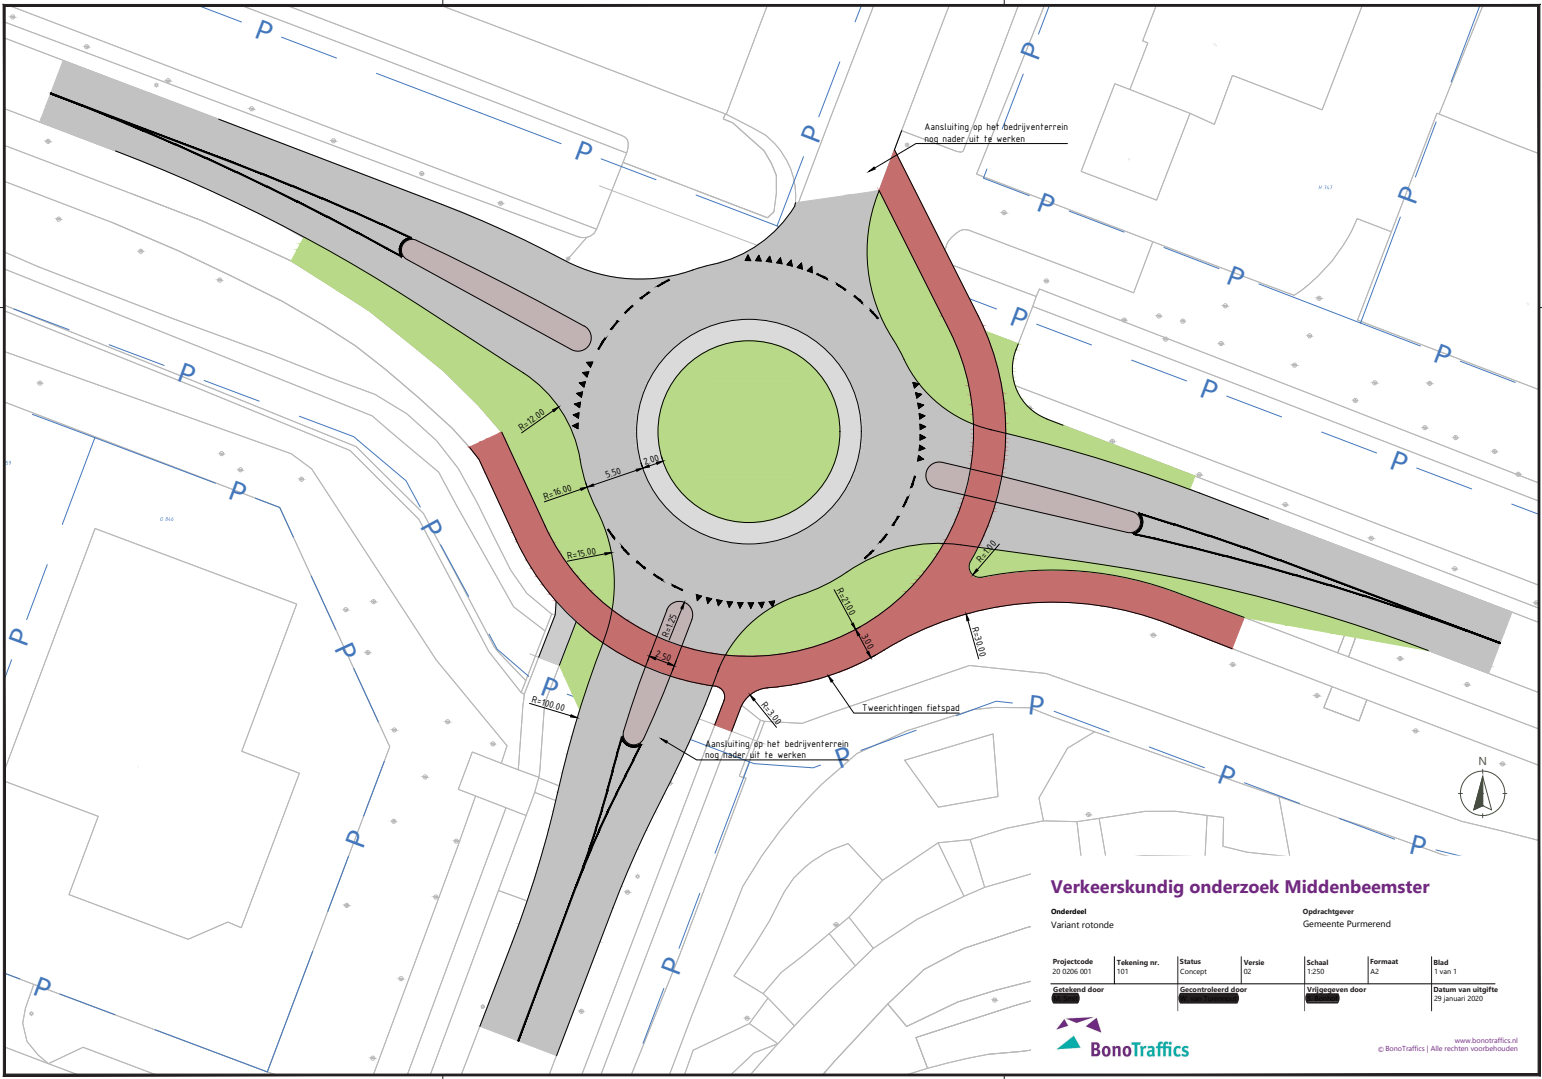 P
P
P
P
P
Aansluiting op het bedrijventerrein
nog nader uit te werken
H 747
P
P
P
P
P
P
P
P
R=12.00
2.00
5.50
R=16.00
R=15.00
P
P
G 846
P
P
P
P
R=1.00
R=21.00
3.00
R=1.25
2.50
R=30.00
P
R=100.00
R=3.00
Tweerichtingen fietspad
P
Aansluiting op het bedrijventerrein
nog nader uit te werken
P
P
P
P
P
P
N
Verkeerskundig onderzoek Middenbeemster
Onderdeel
Opdrachtgever
Variant rotonde
Gemeente Purmerend
Projectcode
Tekening nr.
Status
Versie
Schaal
Formaat
Blad
20 0206 001
101
Concept
02
1:250
A2
1 van 1
Getekend door
Gecontroleerd door
Vrijgegeven door
Datum van uitgifte
29 januari 2020
BonoTraffics
www.bonotraffics.nl
© BonoTraffics | Alle rechten voorbehouden